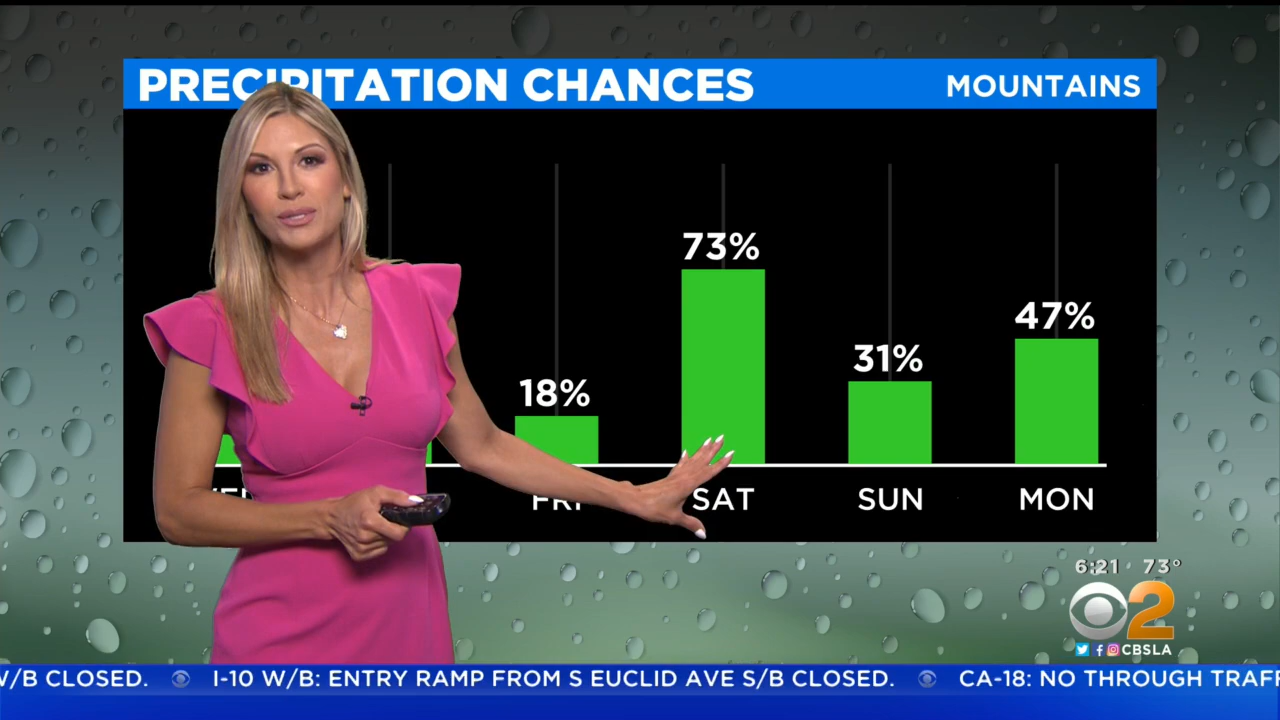 PRECIPITATION CHANCES
MOUNTAINS
73%
47%
31%
18%
FRI
SAT
SUN
MON
6:21 73°
2
CBSLA
W/B CLOSED. I-10 W/B: ENTRY RAMP FROM S EUCLID AVE S/B CLOSED. CA-18: NO THROUGH